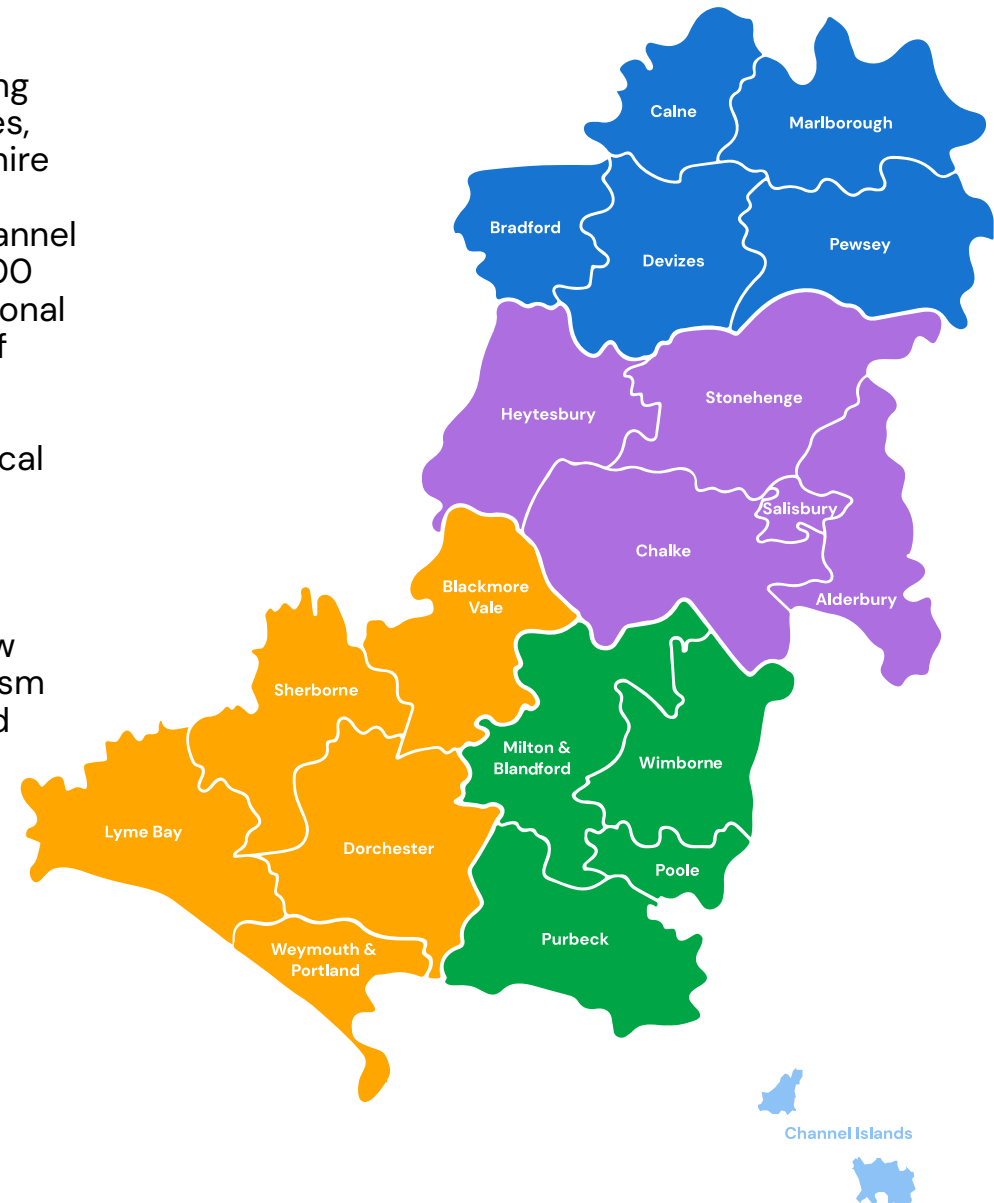 ng
es,
hire
annel
00
onal
f
cal
w
ism
d
Calne
Marlborough
Bradford
Devizes
Pewsey
Heytesbury
Stonehenge
Salisbury
Chalke
Alderbury
Blackmore
Vale
Sherborne
Milton &
Blandford
Wimborne
Lyme Bay
Dorchester
Poole
Purbeck
Weymouth &
Portland
Channel Islands